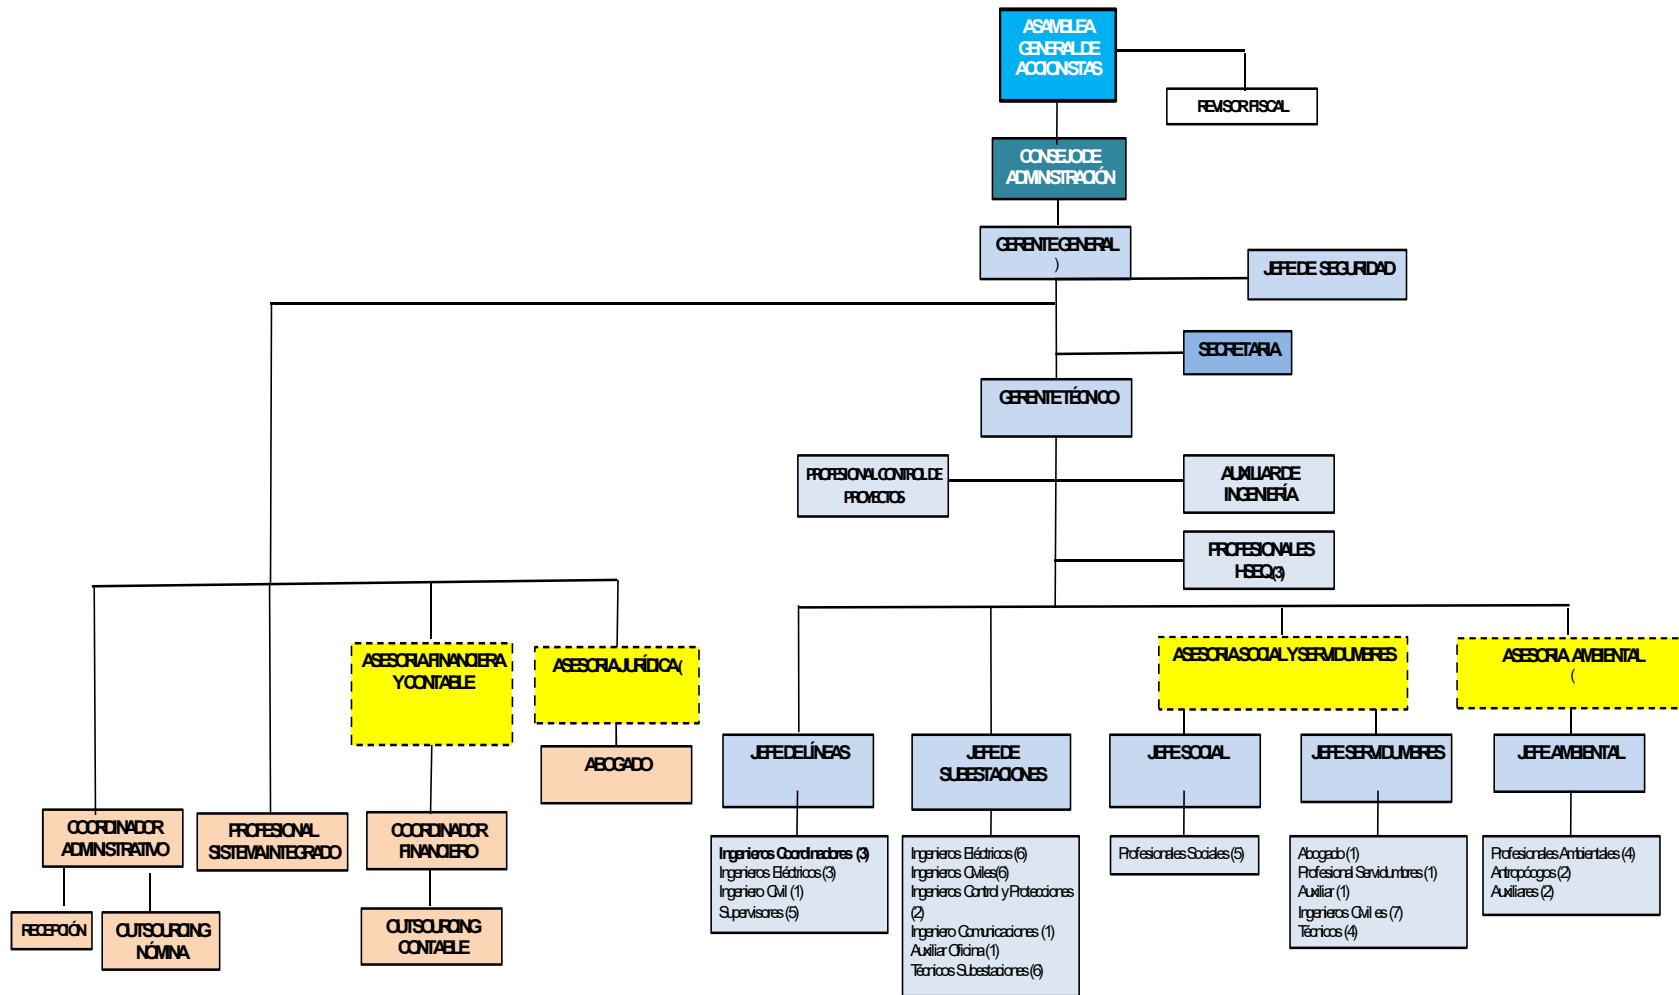 ASAMBLEA
GENERAL DE
ACCIONISTAS
REVISOR FISCAL
CONSEJO DE
ADMINISTRACIÓN
GERENTE GENERAL
)
JEFE DE SEGURIDAD
SECRETARIA
GERENTE TÉCNICO
PROFESIONAL CONTROL DE
PROYECTOS
AUXILIAR DE
INGENIERÍA
PROFESIONALES
HSEQ (3)
ASESORIA FINANCIERA
Y CONTABLE
ASESORIA JURÍDICA (
ASESORIA SOCIAL Y SERVIDUMBRES
ASESORIA AMBIENTAL
(
ABOGADO
JEFE DE LÍNEAS
JEFE DE
SUBESTACIONES
JEFE SOCIAL
JEFE SERVIDUMBRES
JEFE AMBIENTAL
COORDINADOR
ADMINISTRATIVO
PROFESIONAL
SISTEMA INTEGRADO
COORDINADOR
FINANCIERO
RECEPCIÓN
OUTSOURCING
NÓMINA
OUTSOURCING
CONTABLE
Ingenieros Coordinadores (3)
Ingenieros Eléctricos (3)
Ingeniero Civil (1)
Supervisores (5)
Ingenieros Eléctricos (6)
Ingenieros Civiles (6)
Ingenieros Control y Protecciones
(2)
Ingeniero Comunicaciones (1)
Auxiliar Oficina (1)
Técnicos Subestaciones (6)
Profesionales Sociales (5)
Abogado (1)
Profesional Servidumbres (1)
Auxiliar (1)
Ingenieros Civil es (7)
Técnicos (4)
Profesionales Ambientales (4)
Antropóogos (2)
Auxiliares (2)